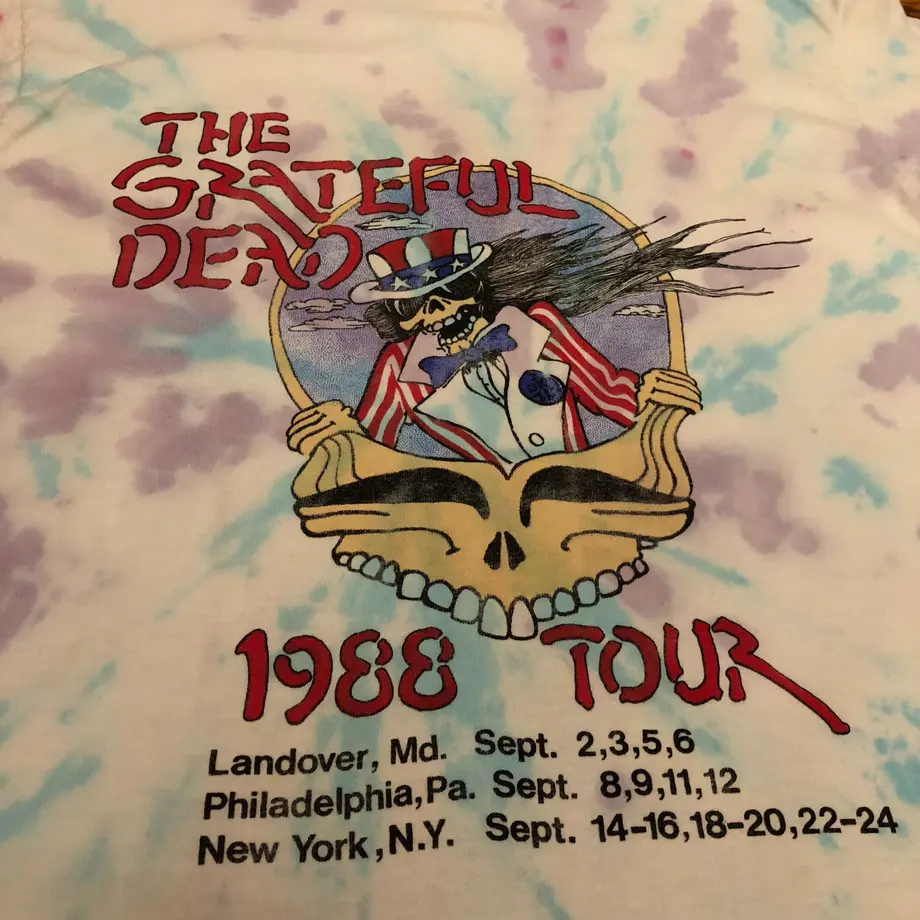 THE
GRATEFUL
DEAD
1988 TOUR
Landover, Md. Sept. 2,3,5,6
Philadelphia,Pa. Sept. 8,9,11,12
New York,N.Y. Sept. 14-16,18-20,22-24